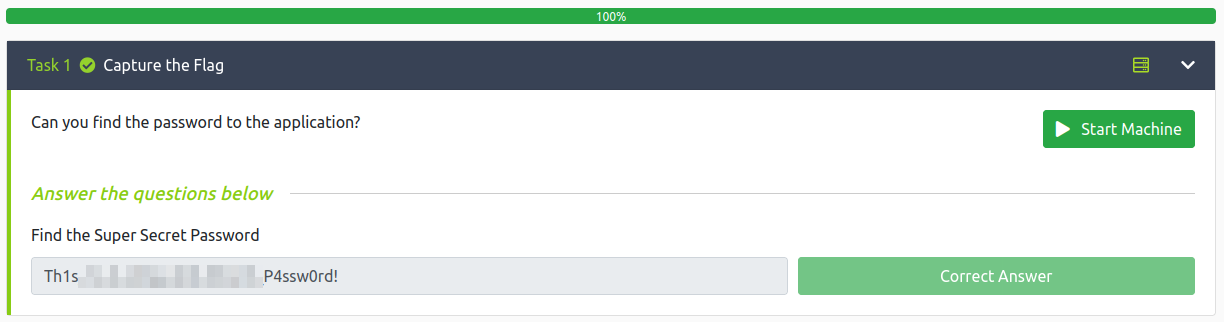 100%
Task 1 Capture the Flag
Can you find the password to the application?
Start Machine
Answer the questions below
Find the Super Secret Password
Th1s P4ssw0rd!
Correct Answer